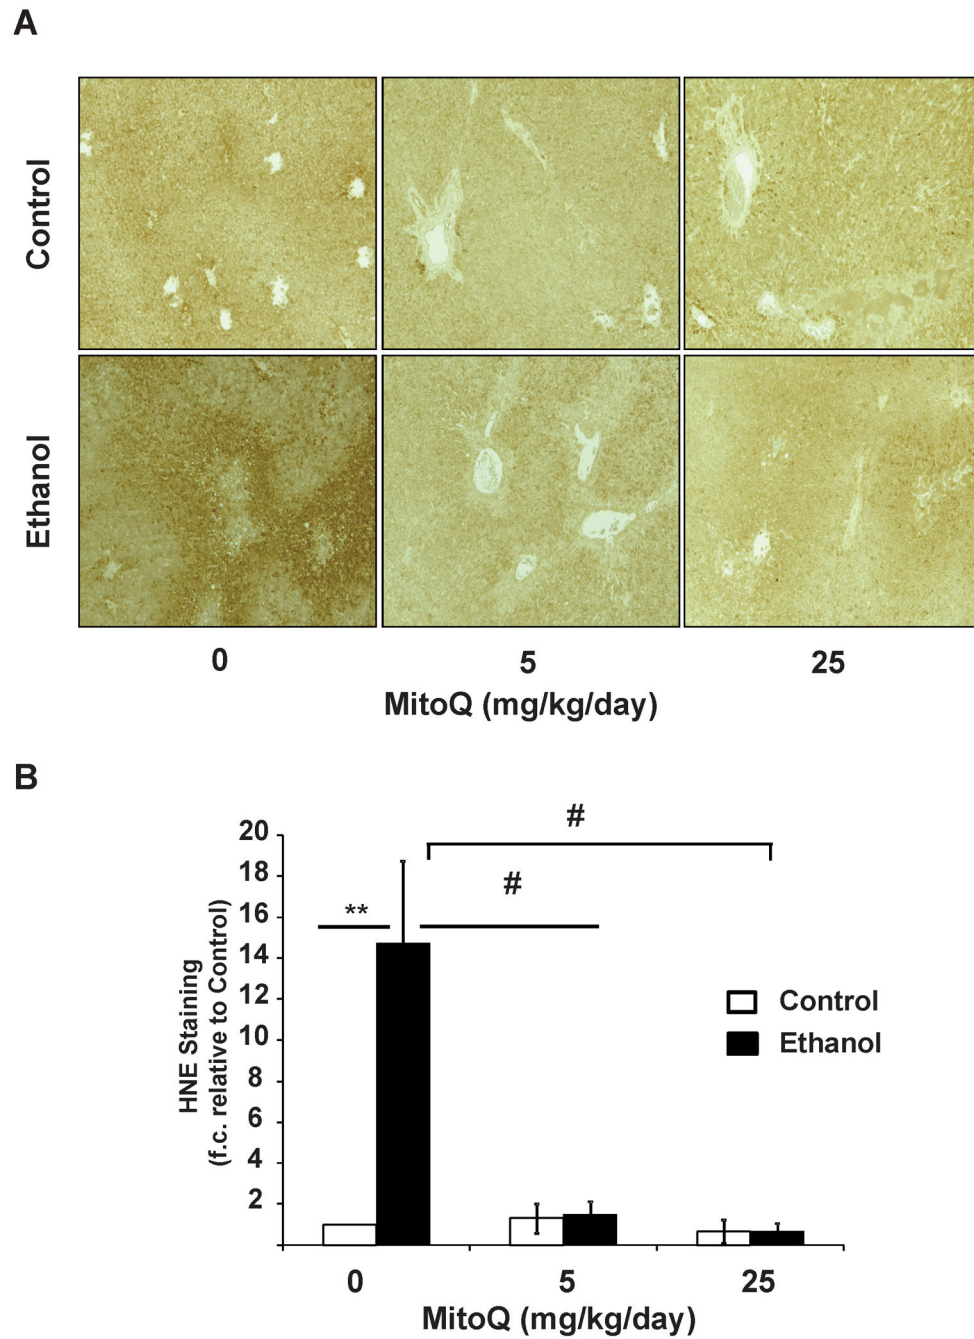 A
Control
Ethanol
0 5 25
MitoQ (mg/kg/day)
B
HNE Staining
(f.c. relative to Control)
20
18
16
14
12
10
8
6
4
2
#
#
**
Control
Ethanol
0 5 25
MitoQ (mg/kg/day)